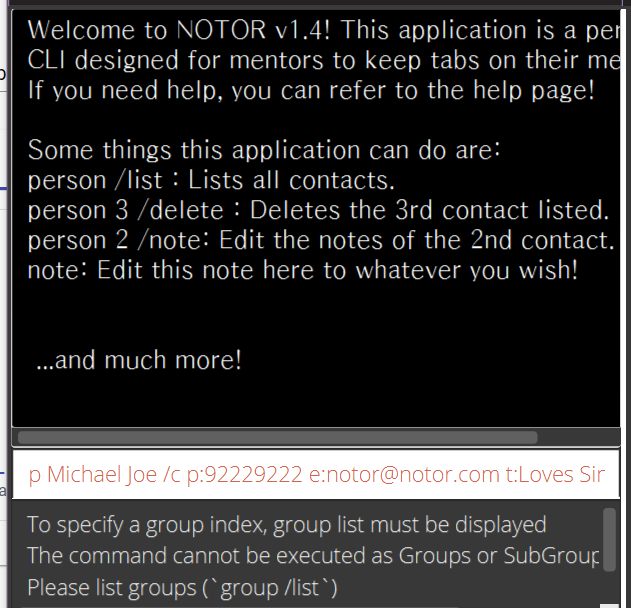 Welcome to NOTOR v1.4! This application is a per
CLI designed for mentors to keep tabs on their me
If you need help, you can refer to the help page!
Some things this application can do are:
person /list : Lists all contacts.
person 3 /delete : Deletes the 3rd contact listed.
person 2 /note: Edit the notes of the 2nd contact.
note: Edit this note here to whatever you wish!
...and much more!
p Michael Joe /c p:92229222 e:notor@notor.com t:Loves Sir
To specify a group index, group list must be displayed
The command cannot be executed as Groups or SubGroup
Please list groups (`group /list`)